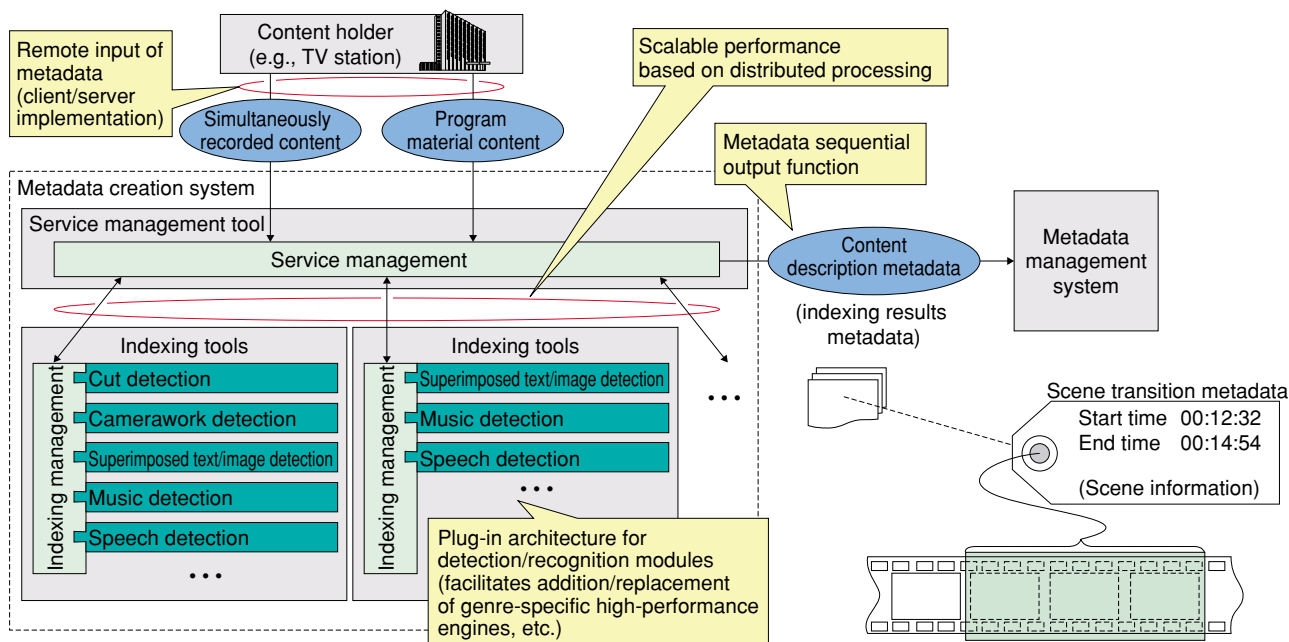 Content holder
(e.g., TV station)
Remote input of
metadata
(client/server
implementation)
Scalable performance
based on distributed processing
Simultaneously
recorded content
Program
material content
Metadata sequential
output function
Metadata creation system
Service management tool
Service management
Content
description metadata
(indexing results
metadata)
Metadata
management
system
Indexing tools
Indexing management
Cut detection
Camerawork detection
Superimposed text/image detection
Music detection
Speech detection
•••
Indexing tools
Indexing management
Superimposed text/image detection
Music detection
Speech detection
•••
•••
Plug-in architecture for
detection/recognition modules
(facilitates addition/replacement
of genre-specific high-performance
engines, etc.)
Scene transition metadata
Start time 00:12:32
End time 00:14:54
(Scene information)